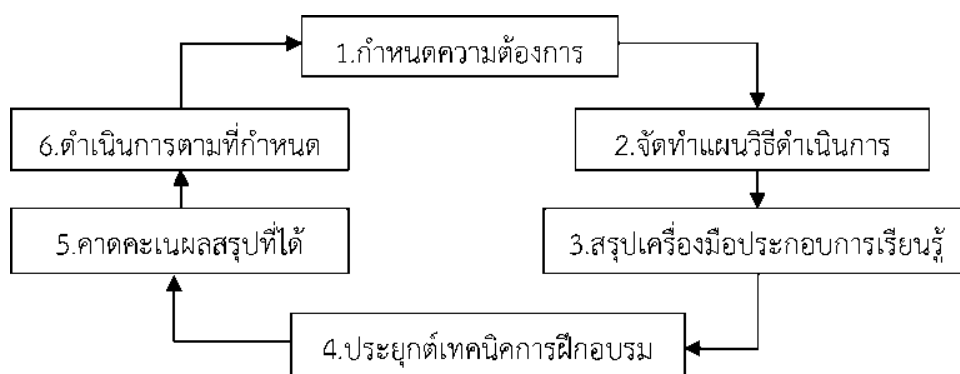 1.กำหนดความต้องการ
2.จัดทำแผนวิธีดำเนินการ
3.สรุปเครื่องมือประกอบการเรียนรู้
4.ประยุกต์เทคนิคการฝึกอบรม
5.คาดคะเนผลสรุปที่ได้
6.ดำเนินการตามที่กำหนด